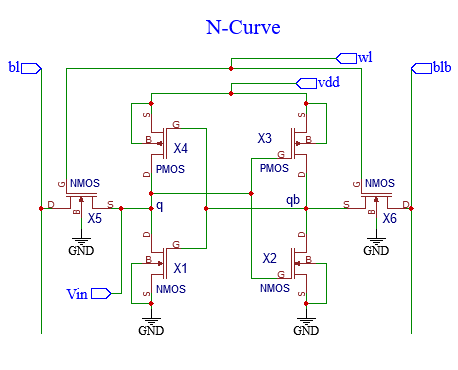 N-Curve
bl wl blb
vdd
S S
G X4 X3 G
B B
G NMOS D PMOS PMOS D NMOS G
D S q qb S D
B X5 X6 B
GND D D GND
G X1 X2 G
B B
Vin S NMOS NMOS S
GND GND